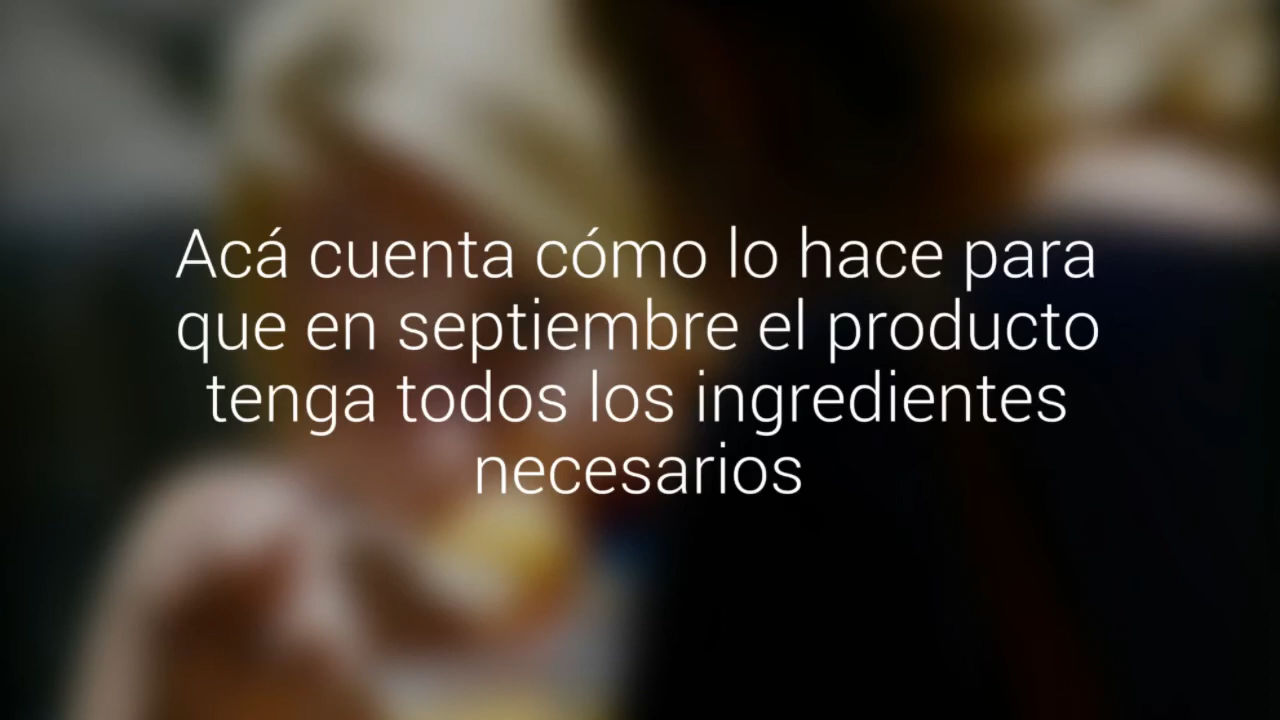 Acá cuenta cómo lo hace para
que en septiembre el producto
tenga todos los ingredientes
necesarios